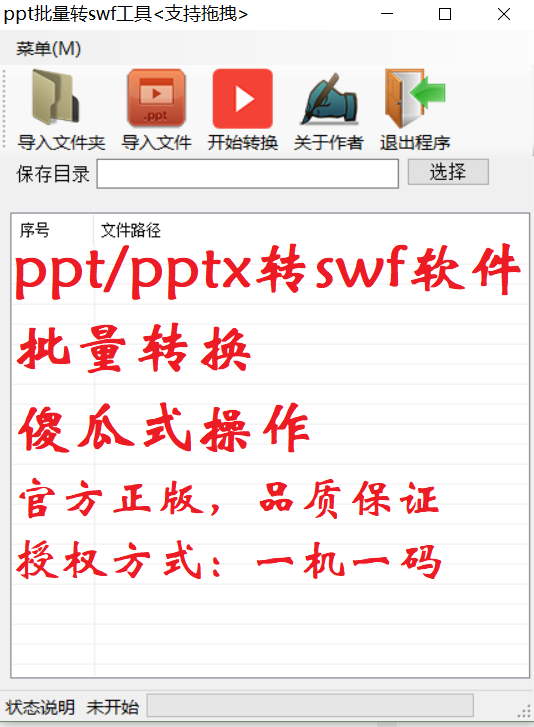 ppt批量转swf工具<支持拖拽>
菜单(M)
.ppt
导入文件夹 导入文件 开始转换 关于作者 退出程序
保存目录 选择
序号 文件路径
ppt/pptx转swf软件
批量转换
傻瓜式操作
官方正版，品质保证
授权方式：一机一码
状态说明 未开始